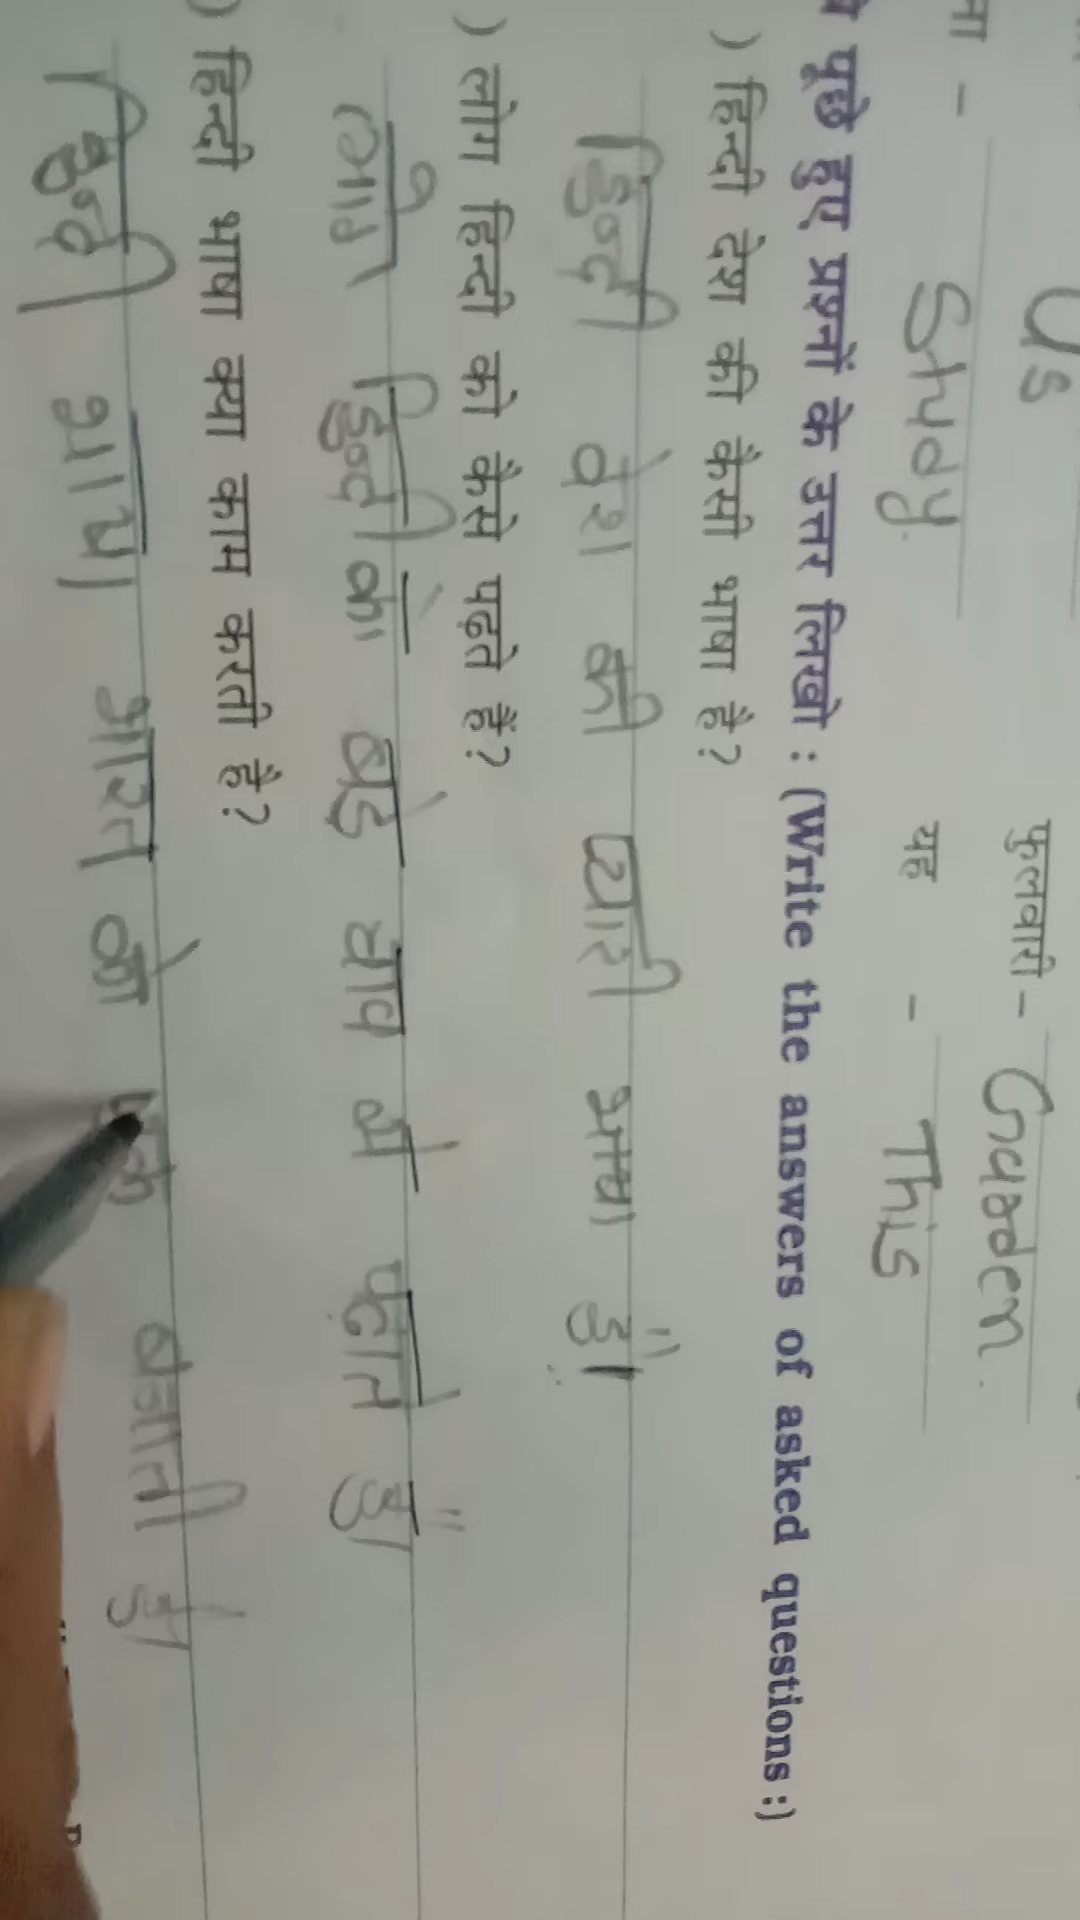 Us फुलवारी - Guarden.
ना - Study. यह - This
पूछे हुए प्रश्नों के उत्तर लिखो : (Write the answers of asked questions :)
) हिन्दी देश की कैसी भाषा है?
हिन्दी देश की प्यारी भाषा है।
) लोग हिन्दी को कैसे पढ़ते हैं?
हिन्दी को बड़े चाव से पढ़ते हैं।
) हिन्दी भाषा क्या काम करती है?
हिन्दी भाषा भारत को एक बनाती है।